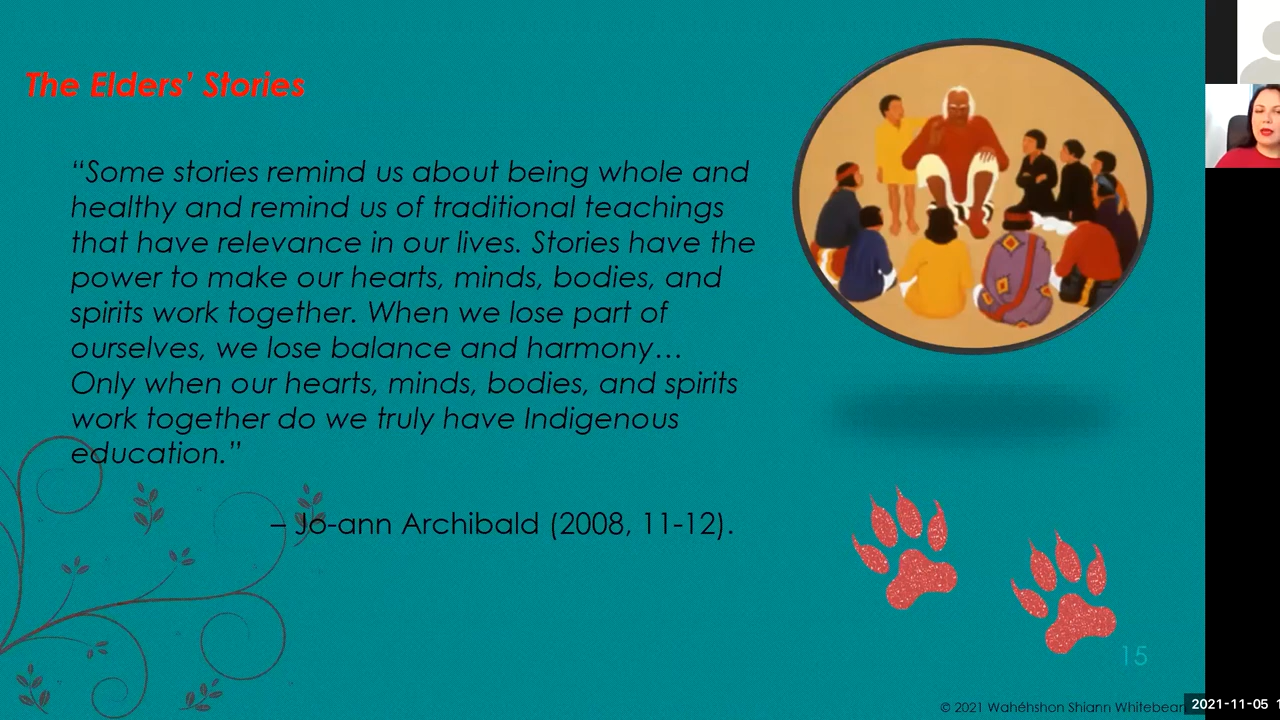 The Elders’ Stories
“Some stories remind us about being whole and
healthy and remind us of traditional teachings
that have relevance in our lives. Stories have the
power to make our hearts, minds, bodies, and
spirits work together. When we lose part of
ourselves, we lose balance and harmony…
Only when our hearts, minds, bodies, and spirits
work together do we truly have Indigenous
education.”
– Jo-ann Archibald (2008, 11-12).
15
© 2021 Wahéhshon Shiann Whitebean
2021-11-05